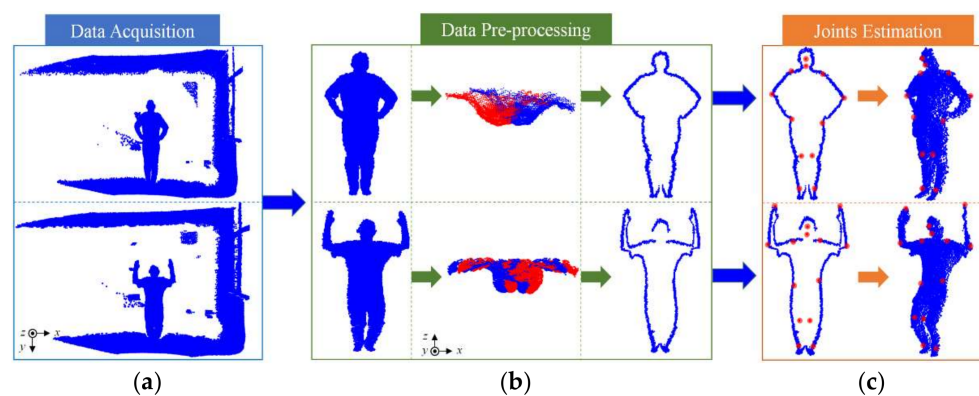 Data Acquisition
Data Pre-processing
Joints Estimation
z x
y
z
y x
(a)
(b)
(c)